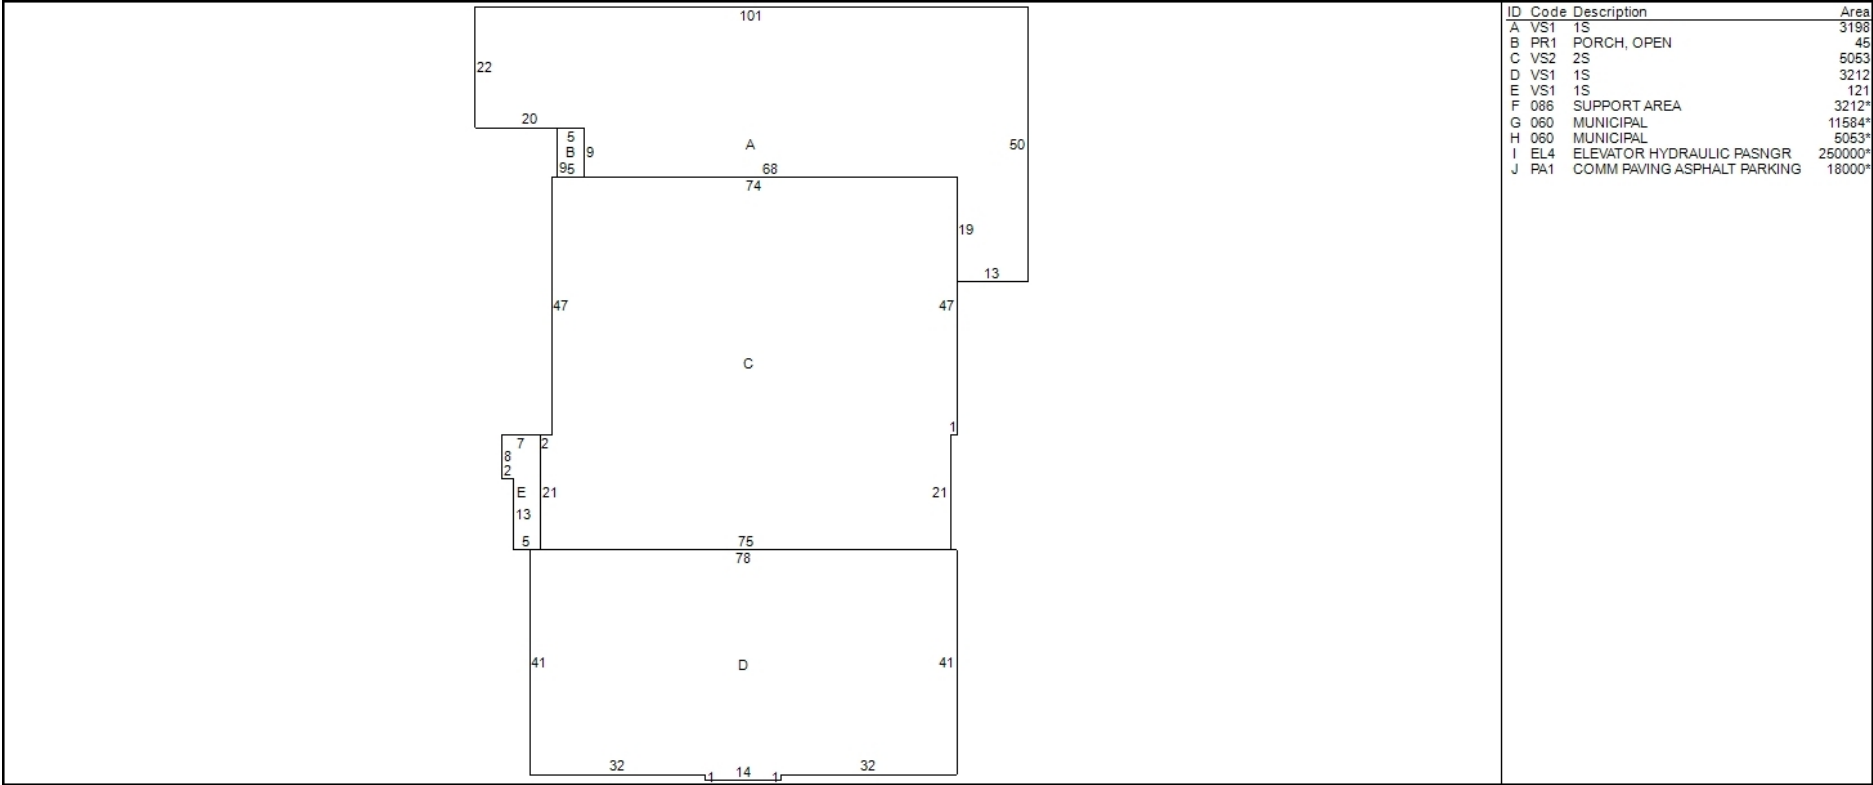 101
22
20
5
B
9
95
A
50
68
74
19
13
47
47
C
1
7
2
8
2
E
21
21
13
5
75
78
41
D
41
32
1
14
1
32
ID Code Description Area
A VS1 1S 3198
B PR1 PORCH, OPEN 45
C VS2 2S 5053
D VS1 1S 3212
E VS1 1S 121
F 086 SUPPORT AREA 3212*
G 060 MUNICIPAL 11584*
H 060 MUNICIPAL 5053*
I EL4 ELEVATOR HYDRAULIC PASNGR 250000*
J PA1 COMM PAVING ASPHALT PARKING 18000*